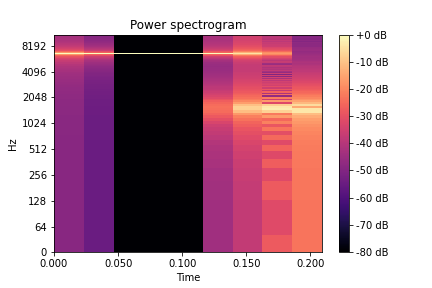 Power spectrogram
Hz
8192
4096
2048
1024
512
256
128
64
0
0.000 0.050 0.100 0.150 0.200
Time
+0 dB
-10 dB
-20 dB
-30 dB
-40 dB
-50 dB
-60 dB
-70 dB
-80 dB